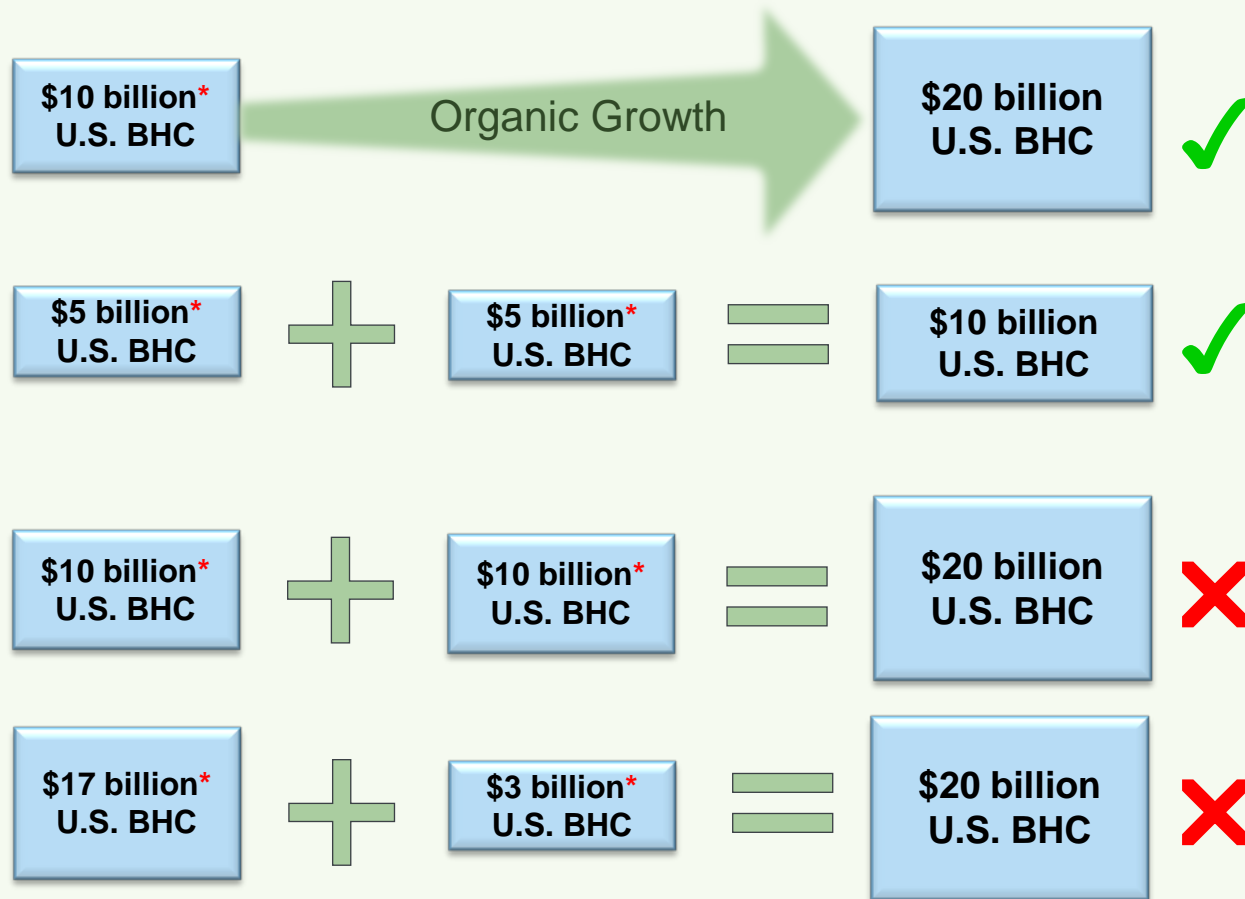 $10 billion*
U.S. BHC
Organic Growth
$20 billion
U.S. BHC
$5 billion*
U.S. BHC
$5 billion*
U.S. BHC
$10 billion
U.S. BHC
$10 billion*
U.S. BHC
$10 billion*
U.S. BHC
$20 billion
U.S. BHC
$17 billion*
U.S. BHC
$3 billion*
U.S. BHC
$20 billion
U.S. BHC